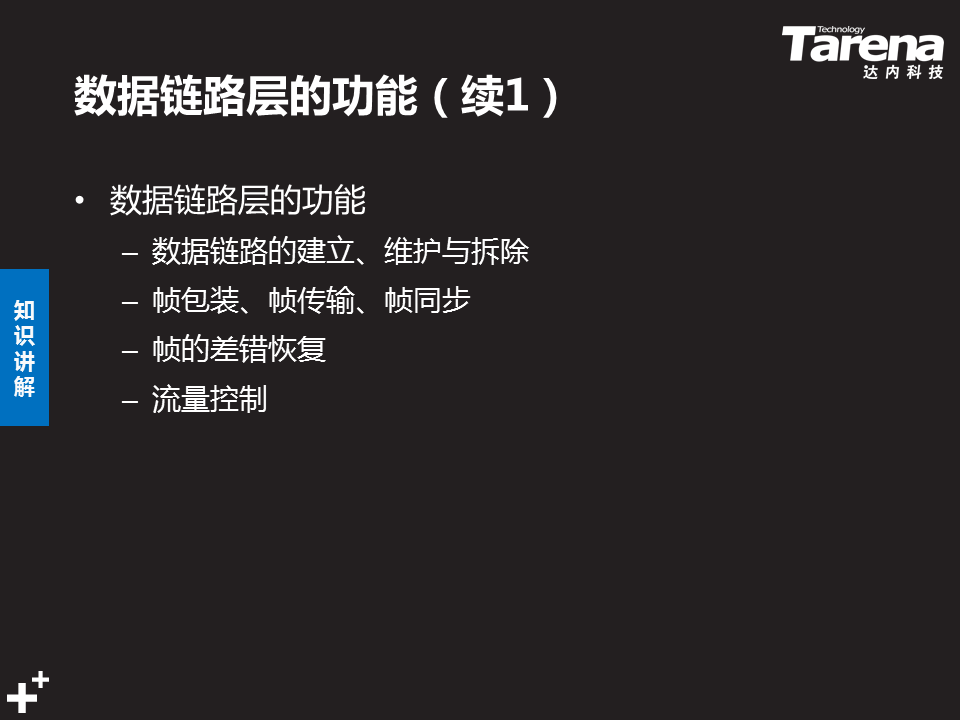 Technology
Tarena
达内科技
数据链路层的功能（续1）
• 数据链路层的功能
– 数据链路的建立、维护与拆除
– 帧包装、帧传输、帧同步
– 帧的差错恢复
– 流量控制
知
识
讲
解